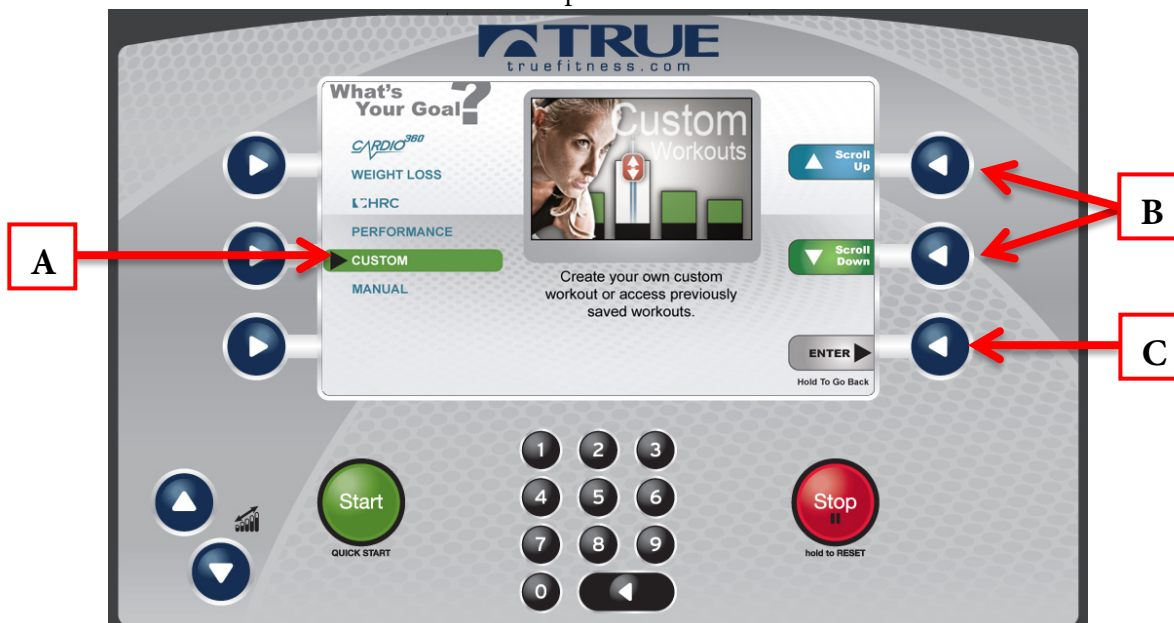 TRUE
truefitness.com
What's
Your Goal?
CARDIO360
WEIGHT LOSS
HRC
PERFORMANCE
CUSTOM
MANUAL
Custom
Workouts
Create your own custom
workout or access previously
saved workouts.
Scroll
Up
Scroll
Down
ENTER
Hold To Go Back
A
B
C
Start
QUICK START
1 2 3
4 5 6
7 8 9
0
Stop
hold to RESET